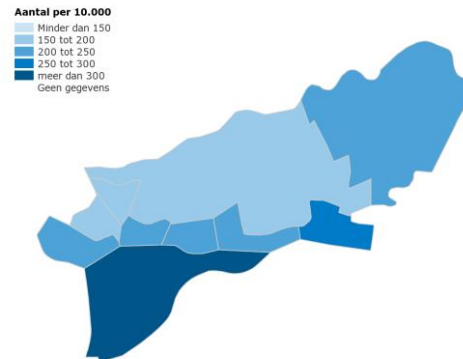 Aantal per 10.000
Minder dan 150
150 tot 200
200 tot 250
250 tot 300
meer dan 300
Geen gegevens